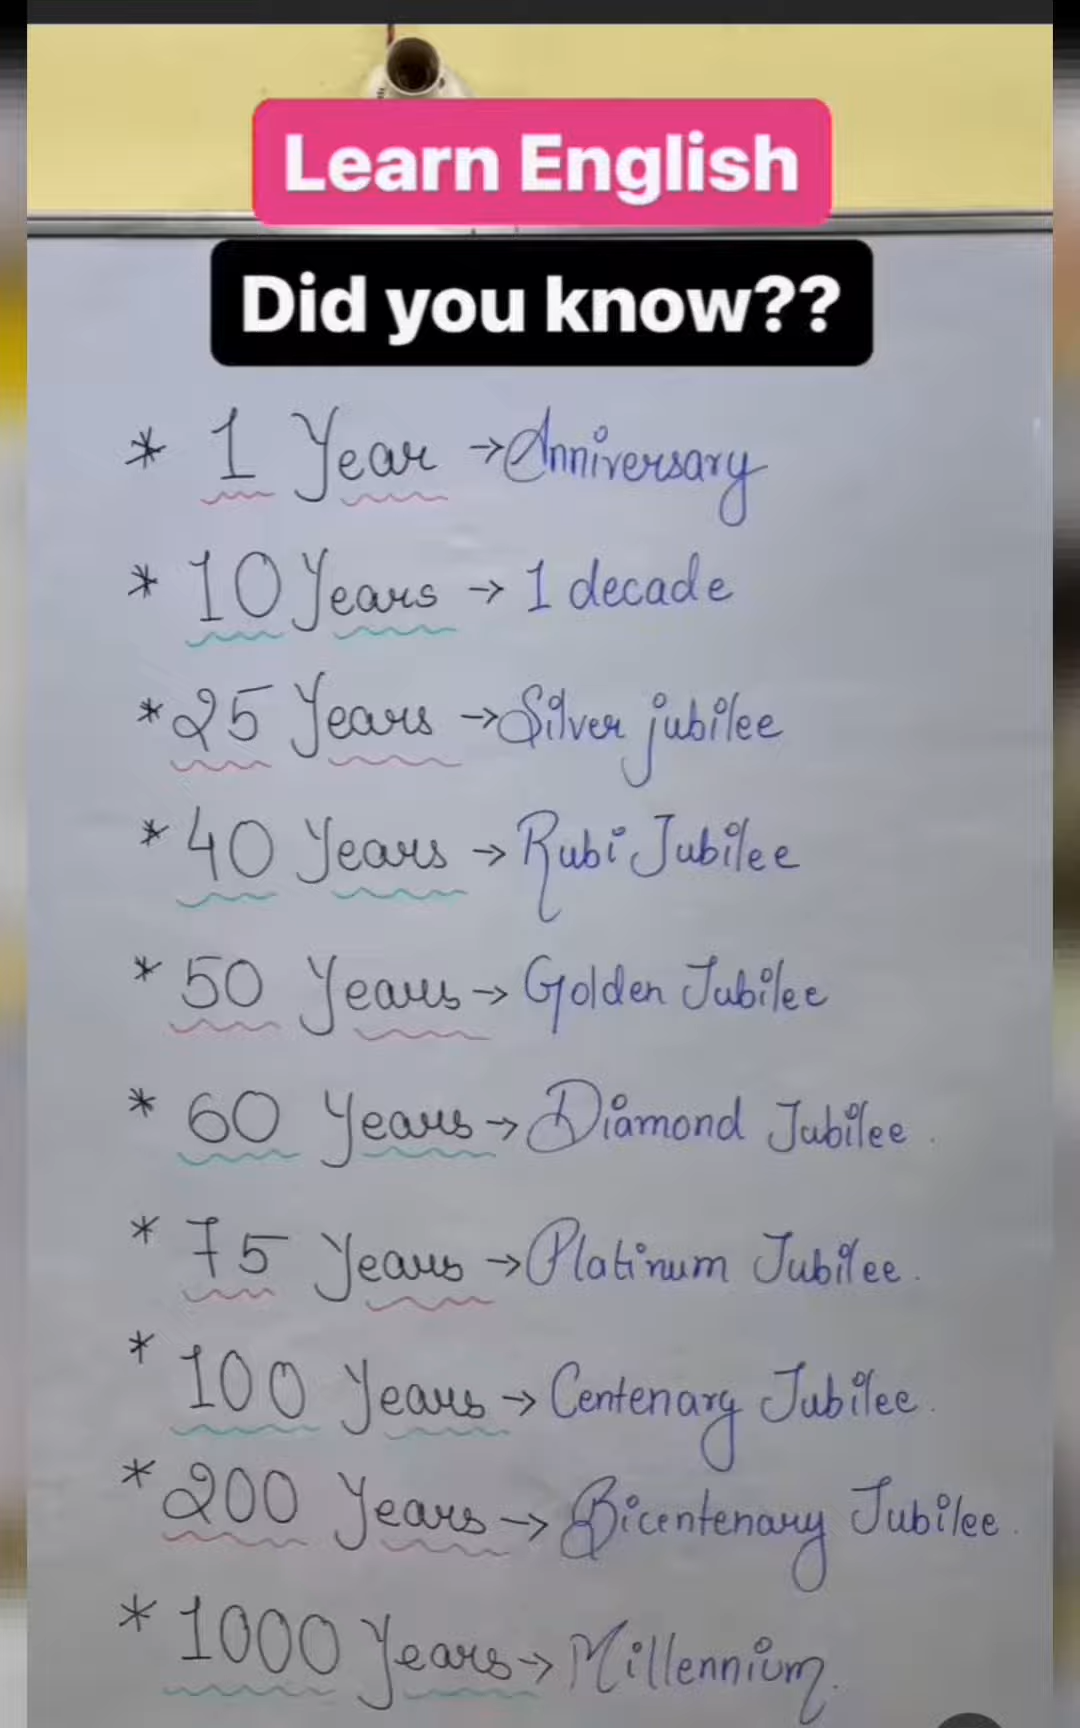 Learn English
Did you know??
* 1 Year → Anniversary
* 10 Years → 1 decade
* 25 Years → Silver jubilee
* 40 Years → Rubi Jubilee
* 50 Years → Golden Jubilee
* 60 Years → Diamond Jubilee.
* 75 Years → Platinum Jubilee.
* 100 Years → Centenary Jubilee.
* 200 Years → Bicentenary Jubilee.
* 1000 Years → Millennium.